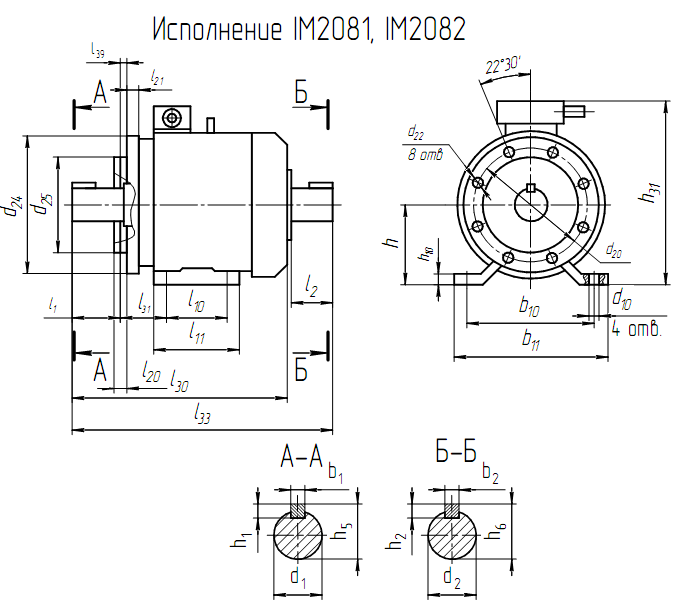 Исполнение IM2081, IM2082
l39
l21
А
Б
22°30'
d22
8 отв
d24
d25
h
h18
h31
d20
l1
l31
l10
l2
l11
b10
d10
4 отв.
b11
А
Б
l20
l30
l33
А–А
b1
h1
h5
d1
Б–Б
b2
h2
h6
d2